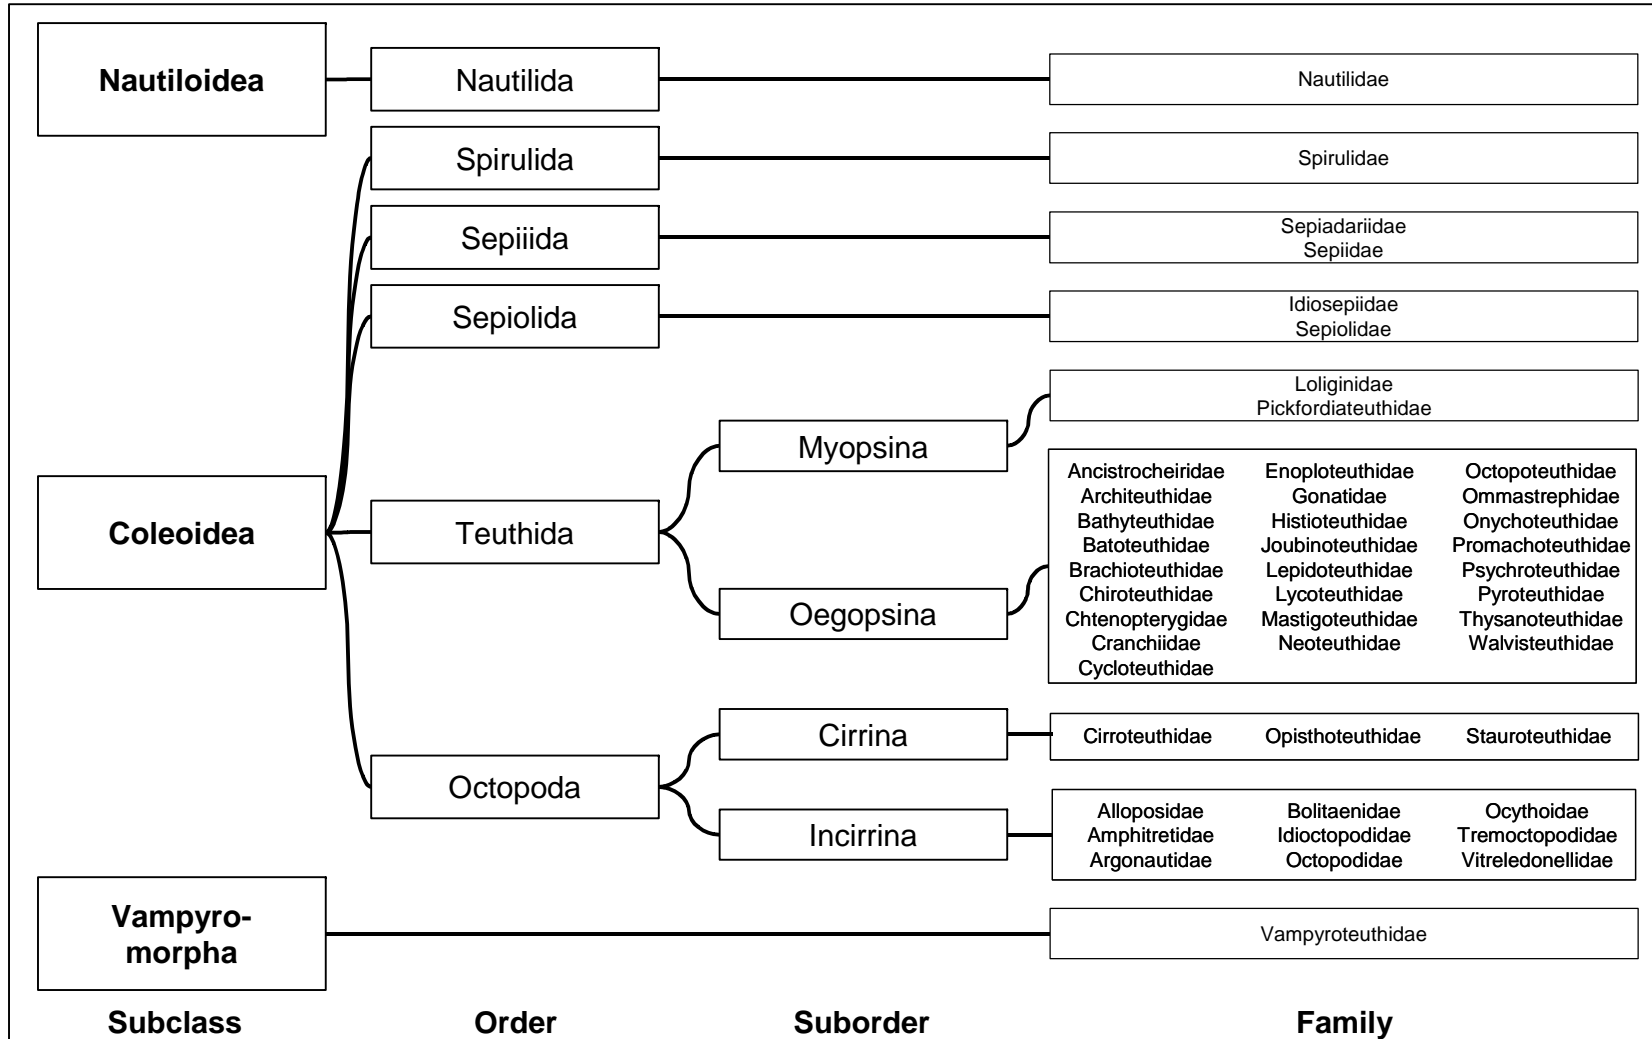 Nautiloidea
Nautilida
Nautilidae
Spirulida
Spirulidae
Sepiiida
Sepiadariidae
Sepiidae
Sepiolida
Idiosepiidae
Sepiolidae
Coleoidea
Teuthida
Myopsina
Loliginidae
Pickfordiateuthidae
Oegopsina
Ancistrocheiridae Enoploteuthidae Octopoteuthidae
Architeuthidae Gonatidae Ommastrephidae
Bathyteuthidae Histioteuthidae Onychoteuthidae
Batoteuthidae Joubinoteuthidae Promachoteuthidae
Brachioteuthidae Lepidoteuthidae Psychroteuthidae
Chiroteuthidae Lycoteuthidae Pyroteuthidae
Chtenopterygidae Mastigoteuthidae Thysanoteuthidae
Cranchiidae Neoteuthidae Walvisteuthidae
Cycloteuthidae
Octopoda
Cirrina
Cirroteuthidae Opisthoteuthidae Stauroteuthidae
Incirrina
Alloposidae Bolitaenidae Ocythoidae
Amphitretidae Idioctopodidae Tremoctopodidae
Argonautidae Octopodidae Vitreledonellidae
Vampyro-
morpha
Vampyroteuthidae
Subclass Order Suborder Family